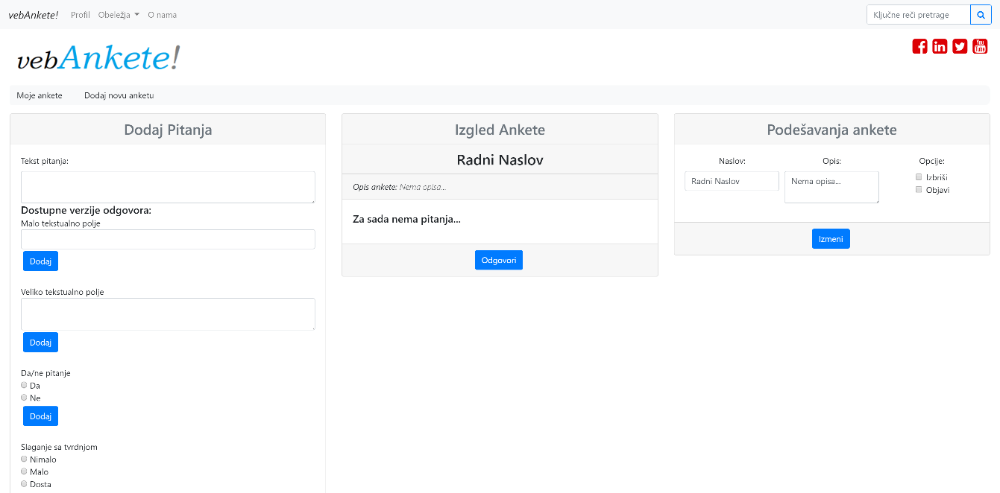 vebAnkete! Profil Obeležja O nama Ključne reči pretrage
vebAnkete!
You Tube
Moje ankete Dodaj novu anketu
Dodaj Pitanja
Tekst pitanja:
Dostupne verzije odgovora:
Malo tekstualno polje
Dodaj
Veliko tekstualno polje
Dodaj
Da/ne pitanje
Da
Ne
Dodaj
Slaganje sa tvrdnjom
Nimalo
Malo
Dosta
Izgled Ankete
Radni Naslov
Opis ankete: Nema opisa...
Za sada nema pitanja...
Odgovori
Podešavanja ankete
Naslov: Opis: Opcije:
Radni Naslov Nema opisa... Izbriši
Objavi
Izmeni